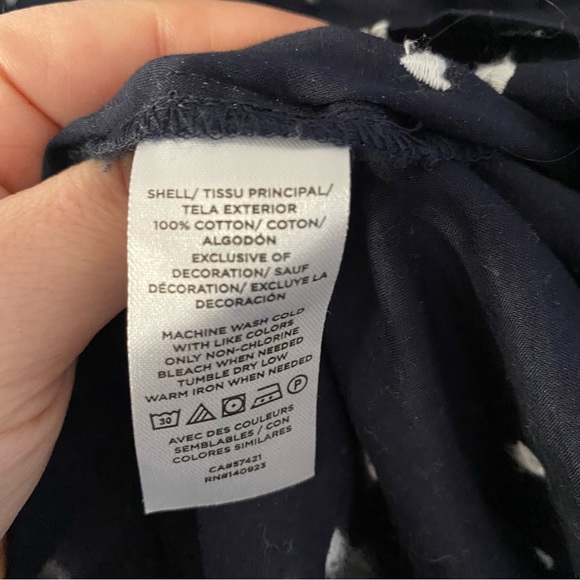 SHELL/ TISSU PRINCIPAL/
TELA EXTERIOR
100% COTTON/ COTON/
ALGODÓN
EXCLUSIVE OF
DECORATION/ SAUF
DÉCORATION/ EXCLUYE LA
DECORACIÓN
MACHINE WASH COLD
WITH LIKE COLORS
ONLY NON-CHLORINE
BLEACH WHEN NEEDED
TUMBLE DRY LOW
WARM IRON WHEN NEEDED
30 P
AVEC DES COULEURS
SEMBLABLES / CON
COLORES SIMILARES
CA#57421
RN#140923